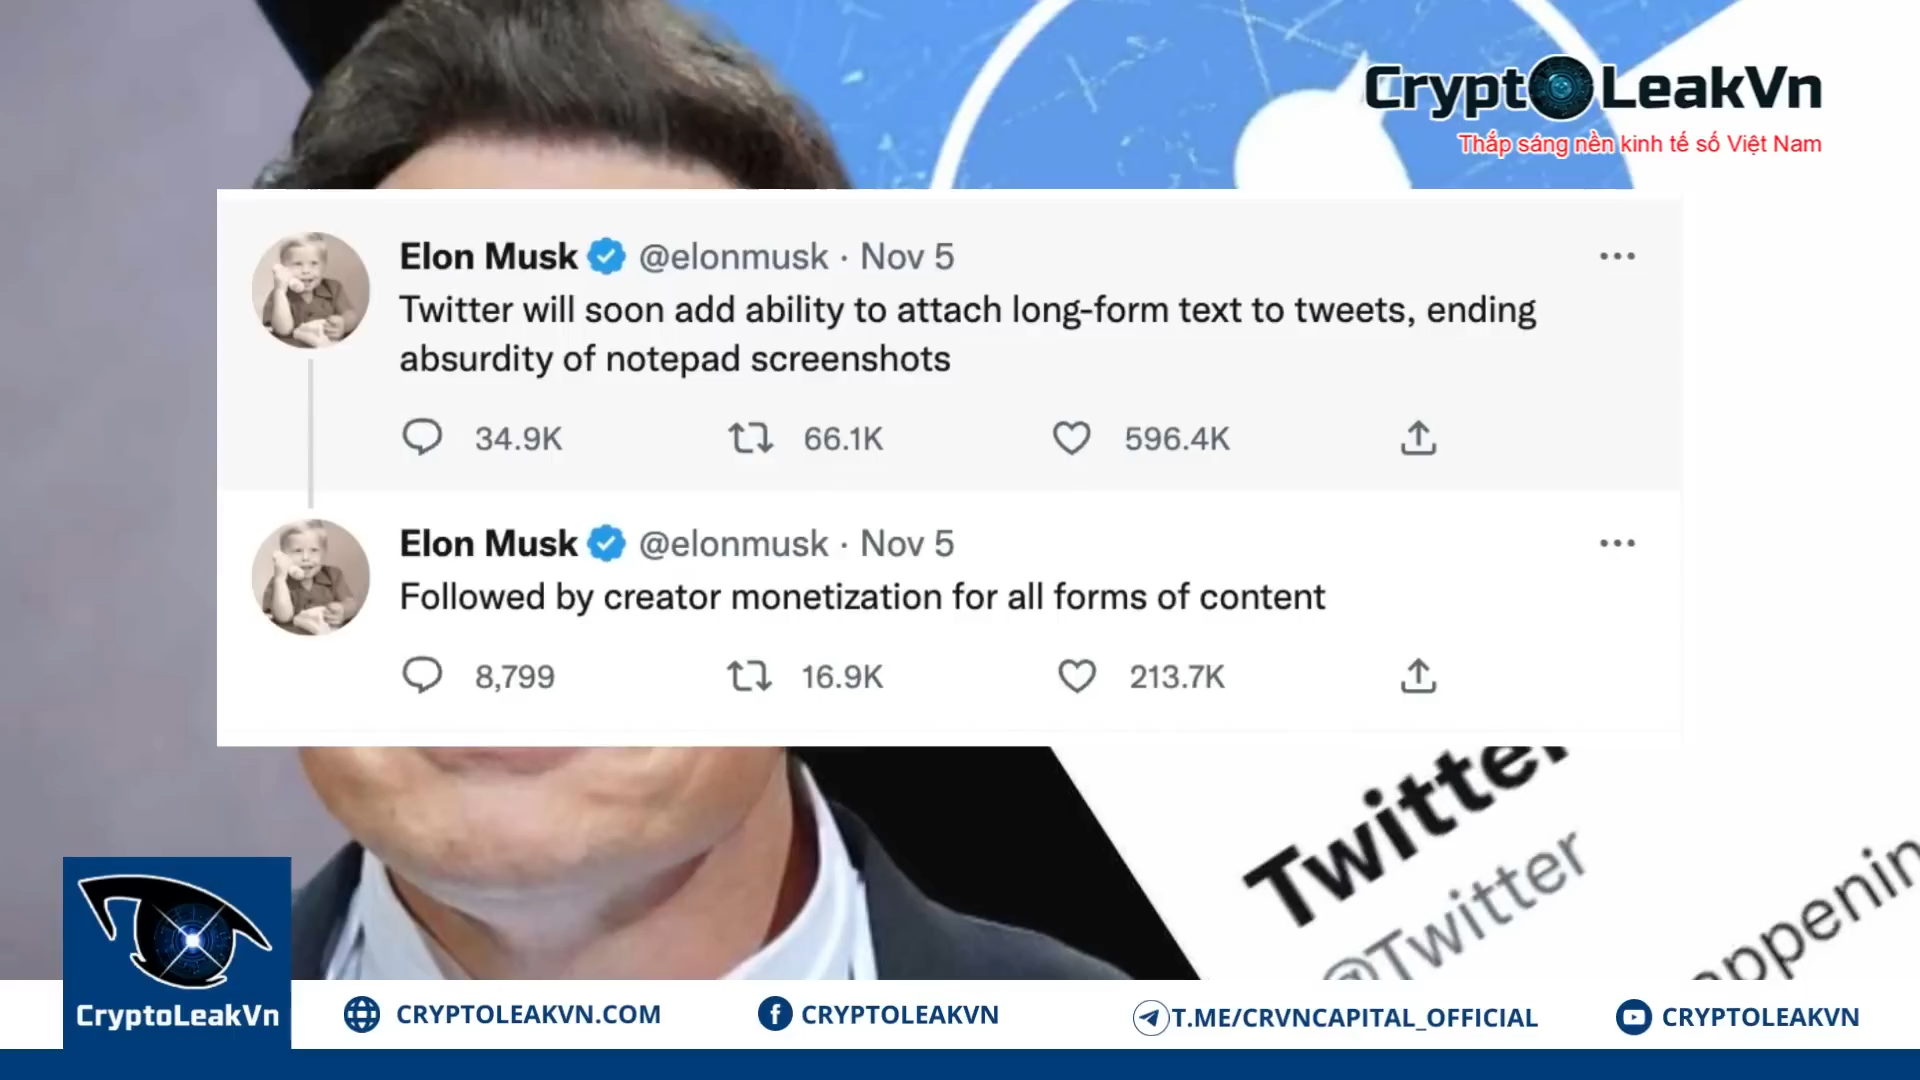 CryptoLeakVn
Thắp sáng nền kinh tế số Việt Nam
Elon Musk @elonmusk · Nov 5
Twitter will soon add ability to attach long-form text to tweets, ending
absurdity of notepad screenshots
34.9K 66.1K 596.4K
Elon Musk @elonmusk · Nov 5
Followed by creator monetization for all forms of content
8,799 16.9K 213.7K
Twitter
@Twitter
CryptoLeakVn
CRYPTOLEAKVN.COM
CRYPTOLEAKVN
T.ME/CRVNCAPITAL_OFFICIAL
CRYPTOLEAKVN